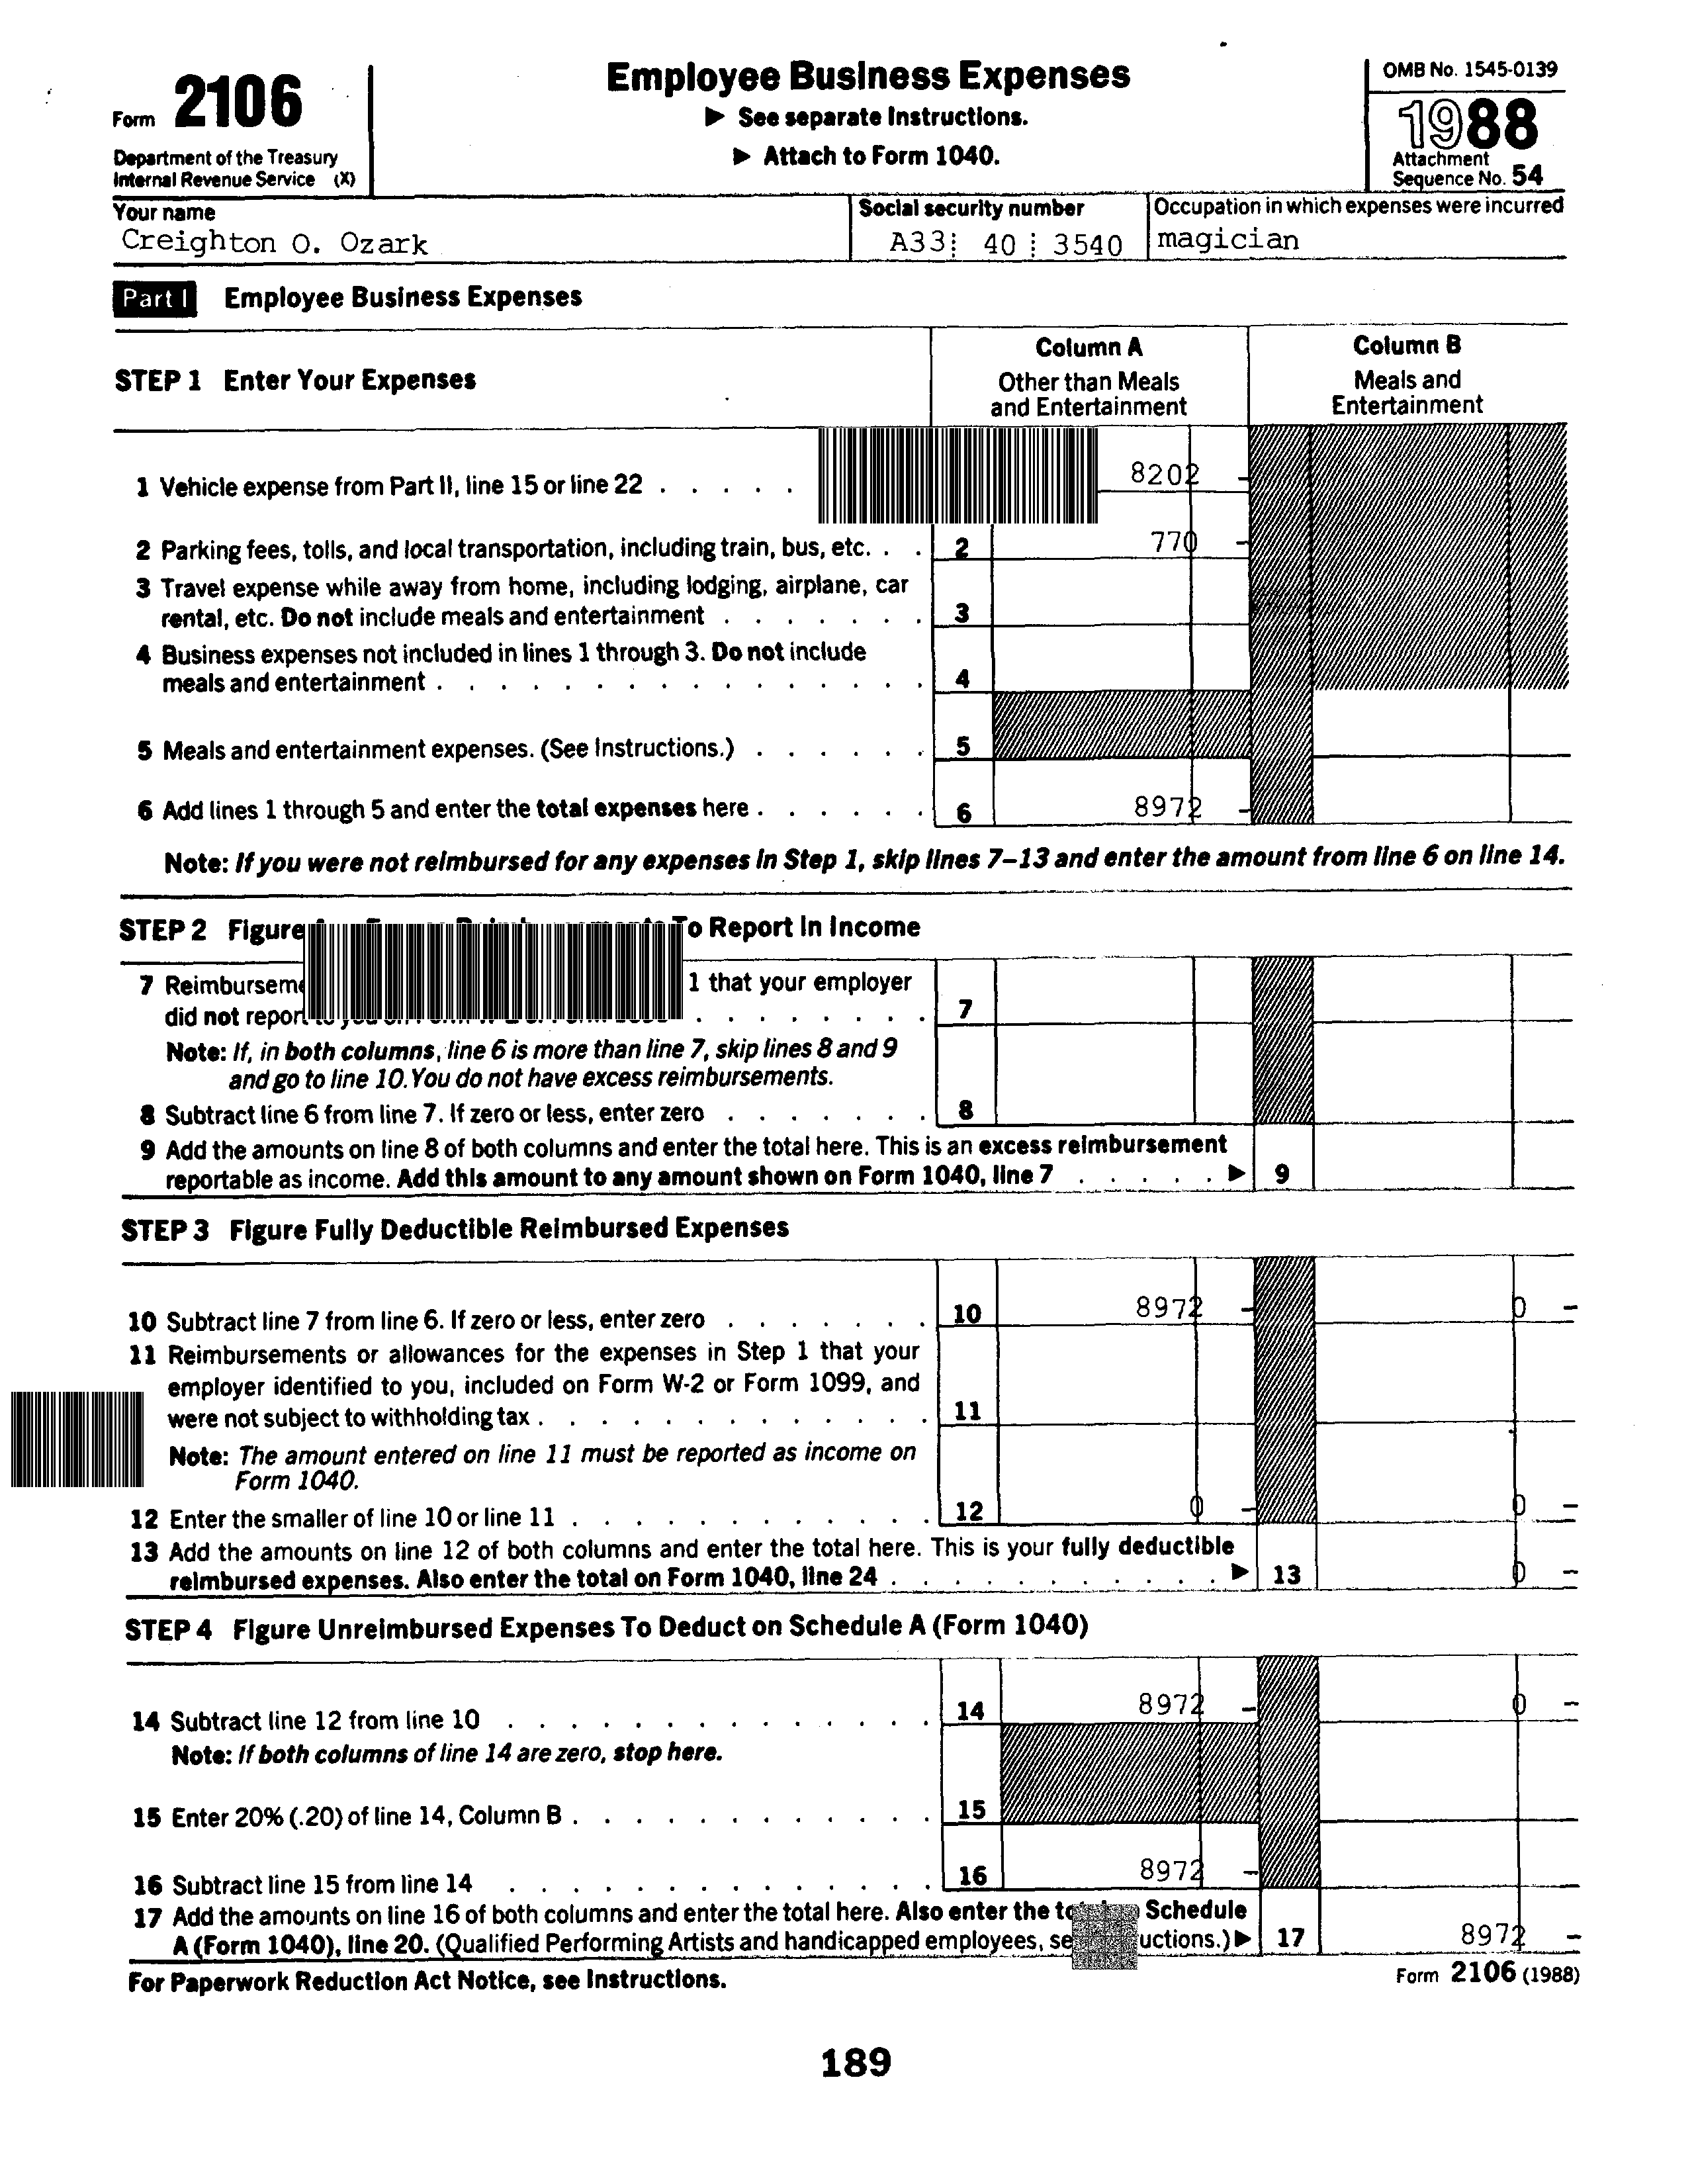 Form 2106
Department of the Treasury
Internal Revenue Service (X)
Employee Business Expenses
▶ See separate Instructions.
▶ Attach to Form 1040.
OMB No. 1545-0139
1988
Attachment
Sequence No. 54
Your name
Creighton O. Ozark
Social security number
A33 40 3540
Occupation in which expenses were incurred
magician
Part I Employee Business Expenses
STEP 1 Enter Your Expenses
Column A
Other than Meals
and Entertainment
Column B
Meals and
Entertainment
1 Vehicle expense from Part II, line 15 or line 22 . . . . . 8202 -
2 Parking fees, tolls, and local transportation, including train, bus, etc. . . 2 770 -
3 Travel expense while away from home, including lodging, airplane, car
rental, etc. Do not include meals and entertainment . . . . . . . 3
4 Business expenses not included in lines 1 through 3. Do not include
meals and entertainment . . . . . . . . . . . . . . . . 4
5 Meals and entertainment expenses. (See Instructions.) . . . . . . 5
6 Add lines 1 through 5 and enter the total expenses here . . . . . . 6 8972 -
Note: If you were not reimbursed for any expenses in Step 1, skip lines 7–13 and enter the amount from line 6 on line 14.
STEP 2 Figure To Report In Income
7 1 that your employer
did not report . . . . . . . . 7
Note: If, in both columns, line 6 is more than line 7, skip lines 8 and 9
and go to line 10. You do not have excess reimbursements.
8 Subtract line 6 from line 7. If zero or less, enter zero . . . . . . . 8
9 Add the amounts on line 8 of both columns and enter the total here. This is an excess reimbursement
reportable as income. Add this amount to any amount shown on Form 1040, line 7 . . . . . ▶ 9
STEP 3 Figure Fully Deductible Reimbursed Expenses
10 Subtract line 7 from line 6. If zero or less, enter zero . . . . . . . 10 8972 - 0 -
11 Reimbursements or allowances for the expenses in Step 1 that your
employer identified to you, included on Form W-2 or Form 1099, and
were not subject to withholding tax . . . . . . . . . . . . . 11
Note: The amount entered on line 11 must be reported as income on
Form 1040.
12 Enter the smaller of line 10 or line 11 . . . . . . . . . . . . 12 0 - 0 -
13 Add the amounts on line 12 of both columns and enter the total here. This is your fully deductible
reimbursed expenses. Also enter the total on Form 1040, line 24 . . . . . . . . . . . ▶ 13 0 -
STEP 4 Figure Unreimbursed Expenses To Deduct on Schedule A (Form 1040)
14 Subtract line 12 from line 10 . . . . . . . . . . . . . . 14 8972 - 0 -
Note: If both columns of line 14 are zero, stop here.
15 Enter 20% (.20) of line 14, Column B . . . . . . . . . . . . 15
16 Subtract line 15 from line 14 . . . . . . . . . . . . . . 16 8972 -
17 Add the amounts on line 16 of both columns and enter the total here. Also enter the Schedule
A (Form 1040), line 20. (Qualified Performing Artists and handicapped employees, ▶ 17 8972 -
For Paperwork Reduction Act Notice, see Instructions.
Form 2106 (1988)
189